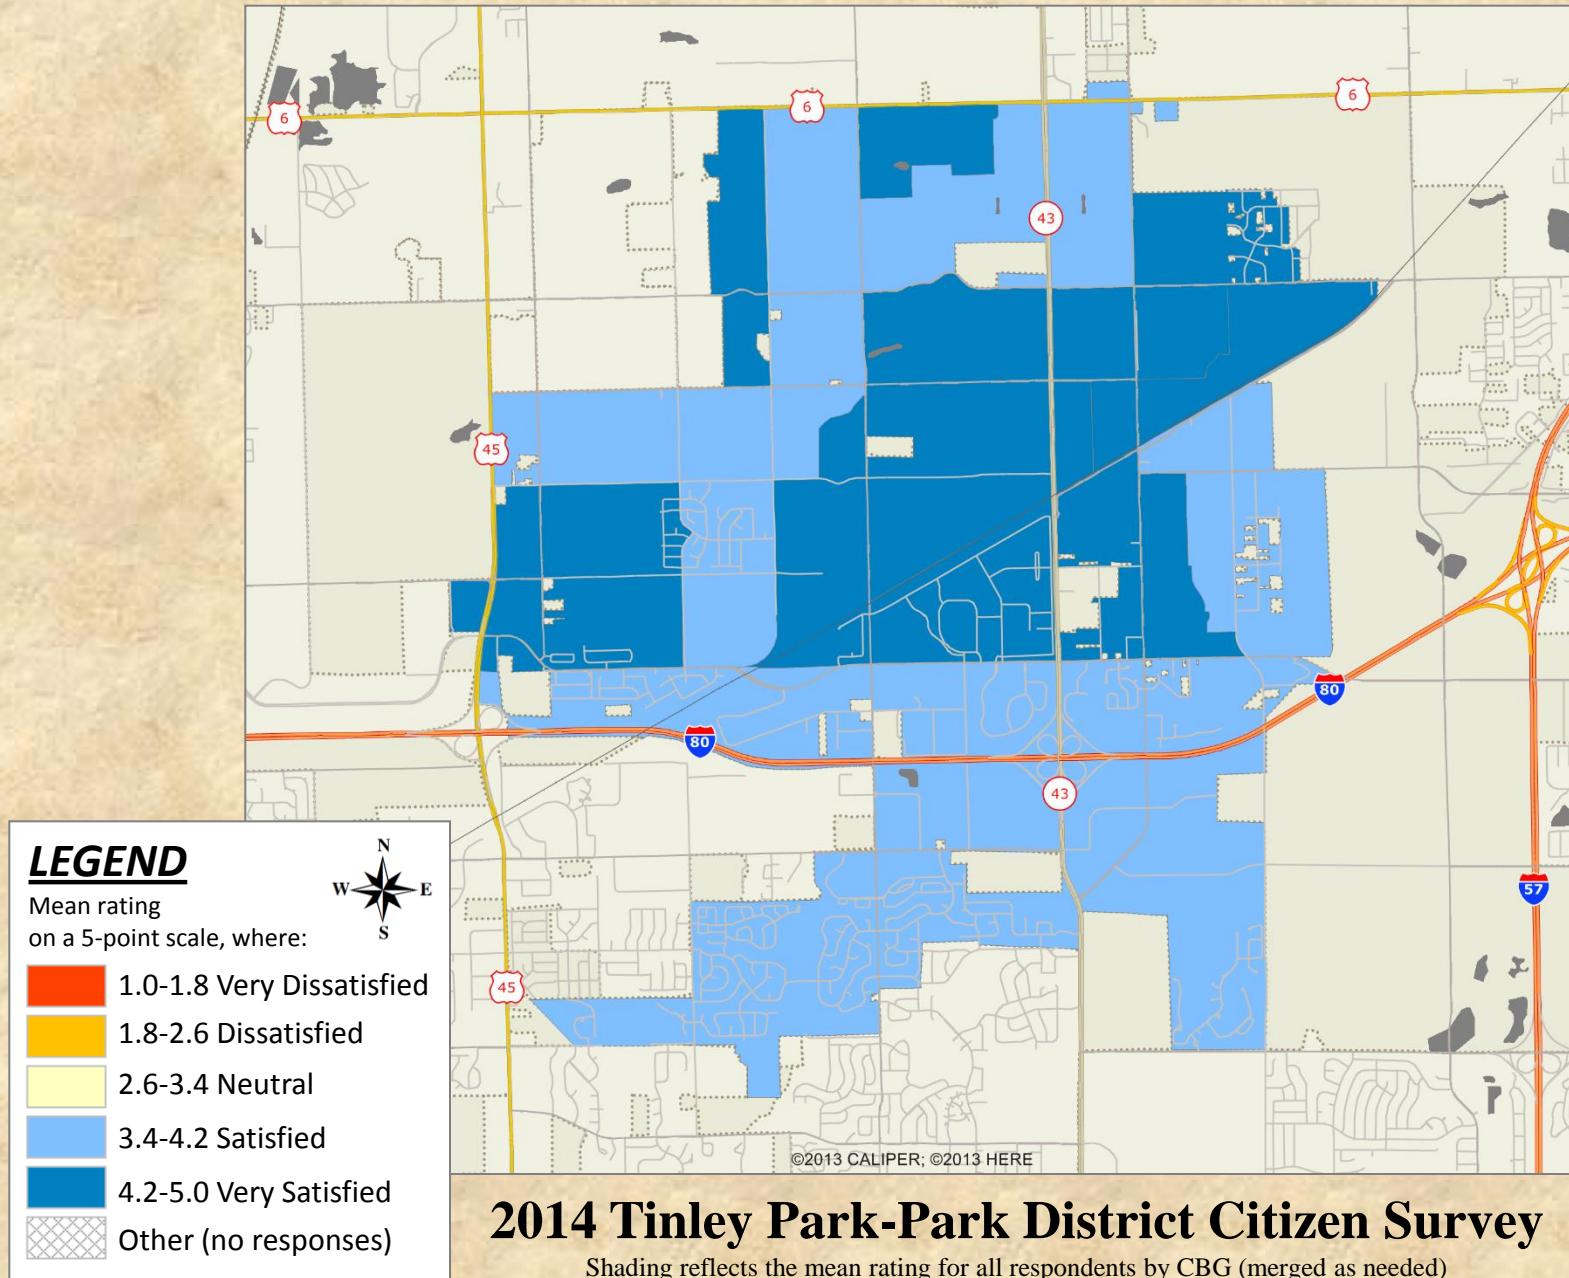 6
6
6
43
45
80
80
43
57
45
©2013 CALIPER; ©2013 HERE
LEGEND
N
W E
S
Mean rating
on a 5-point scale, where:
1.0-1.8 Very Dissatisfied
1.8-2.6 Dissatisfied
2.6-3.4 Neutral
3.4-4.2 Satisfied
4.2-5.0 Very Satisfied
Other (no responses)
2014 Tinley Park-Park District Citizen Survey
Shading reflects the mean rating for all respondents by CBG (merged as needed)